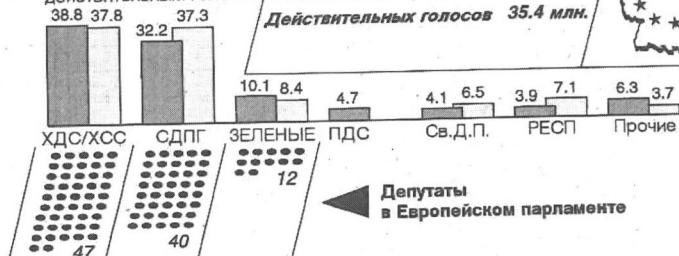 Действительных голосов 35.4 млн.
38.8 37.8
32.2 37.3
10.1 8.4
4.7
4.1 6.5
3.9 7.1
6.3 3.7
ХДС/ХСС СДПГ ЗЕЛЕНЫЕ ПДС Св.Д.П. РЕСП Прочие
47
40
12
Депутаты
в Европейском парламенте